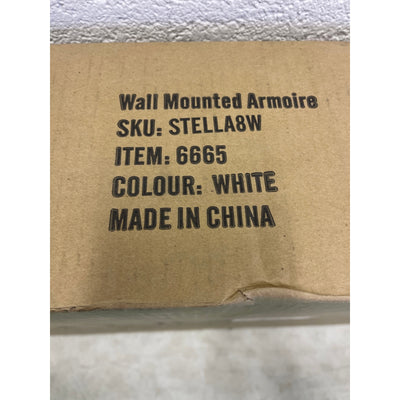 Wall Mounted Armoire
SKU: STELLA8W
ITEM: 6665
COLOUR: WHITE
MADE IN CHINA